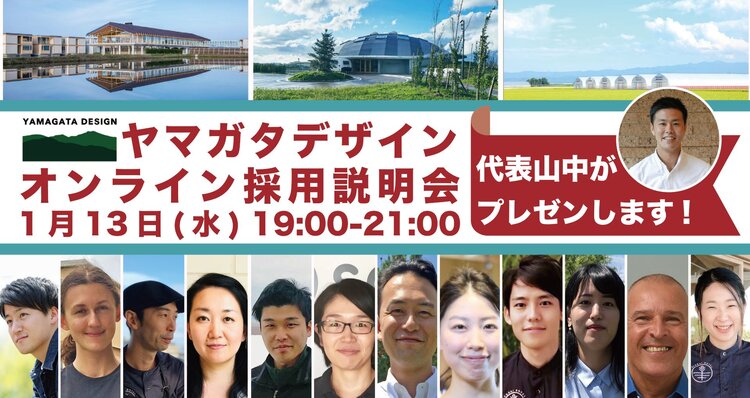 YAMAGATA DESIGN
ヤマガタデザイン
オンライン採用説明会
1月13日(水) 19:00-21:00
代表山中が
プレゼンします!